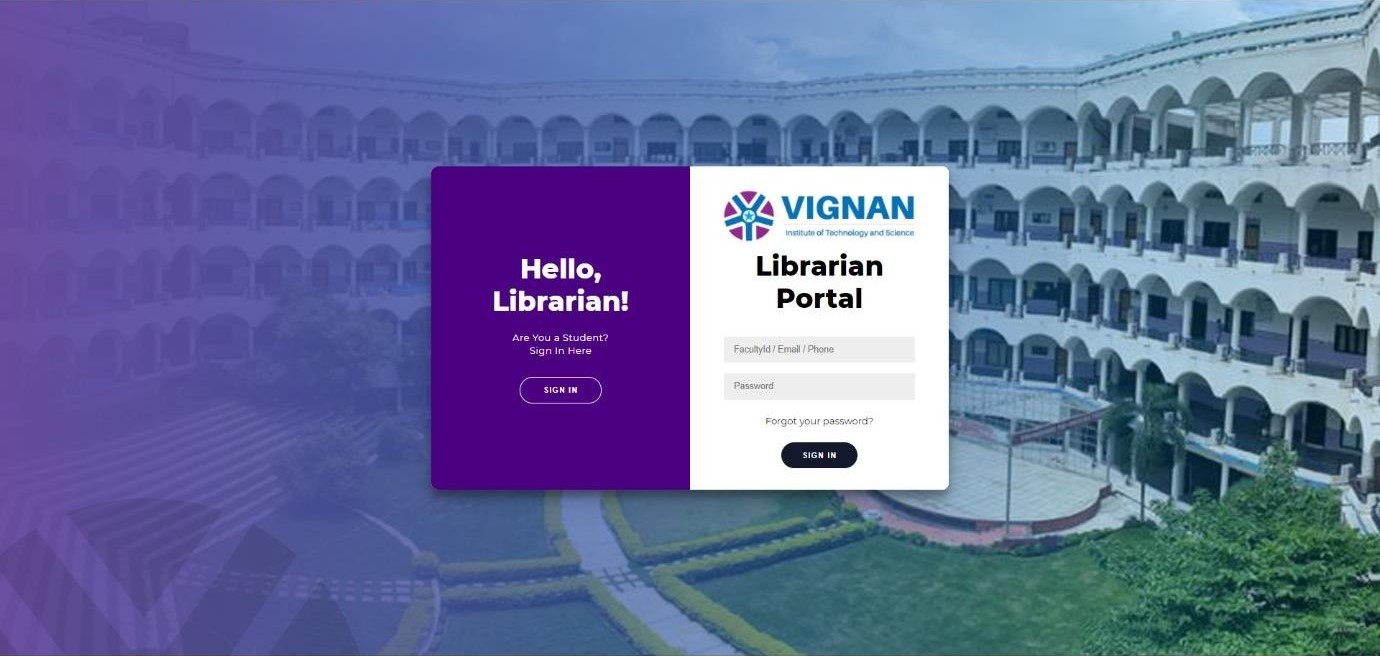 Hello,
Librarian!
Are You a Student?
Sign In Here
SIGN IN
VIGNAN
Institute of Technology and Science
Librarian
Portal
FacultyId / Email / Phone
Password
Forgot your password?
SIGN IN